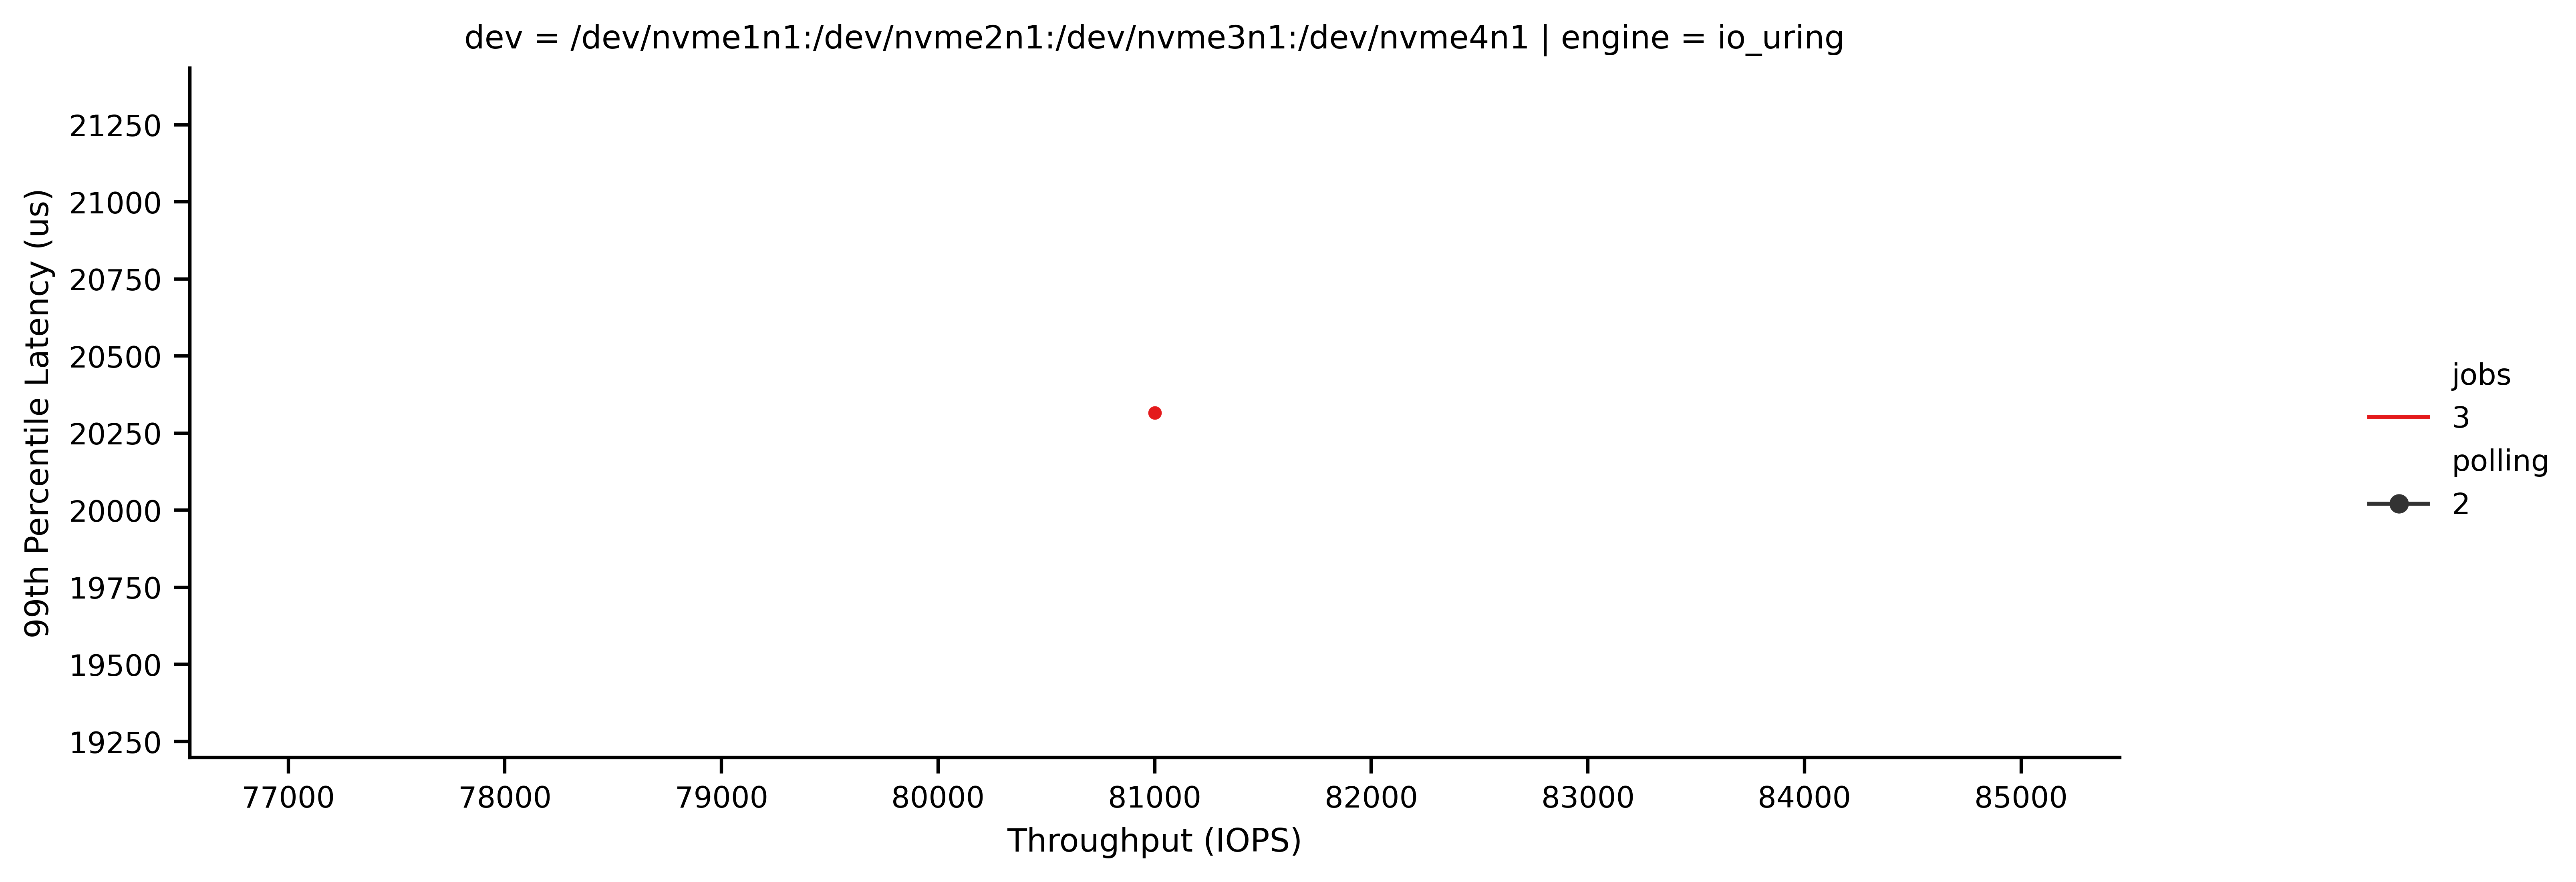 dev = /dev/nvme1n1:/dev/nvme2n1:/dev/nvme3n1:/dev/nvme4n1 | engine = io_uring
99th Percentile Latency (us)
21250
21000
20750
20500
20250
20000
19750
19500
19250
77000 78000 79000 80000 81000 82000 83000 84000 85000
Throughput (IOPS)
jobs
3
polling
2